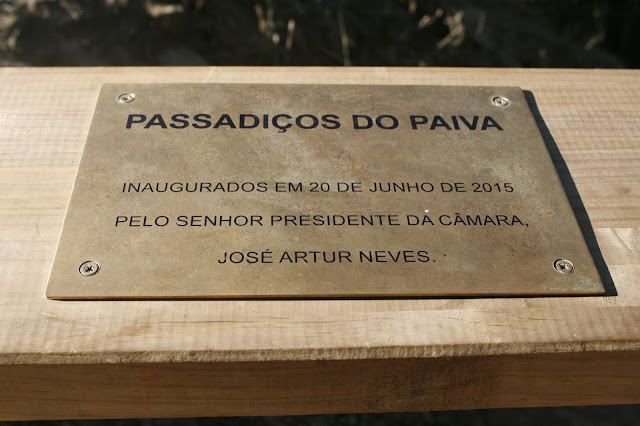 PASSADIÇOS DO PAIVA
INAUGURADOS EM 20 DE JUNHO DE 2015
PELO SENHOR PRESIDENTE DA CÂMARA,
JOSÉ ARTUR NEVES.